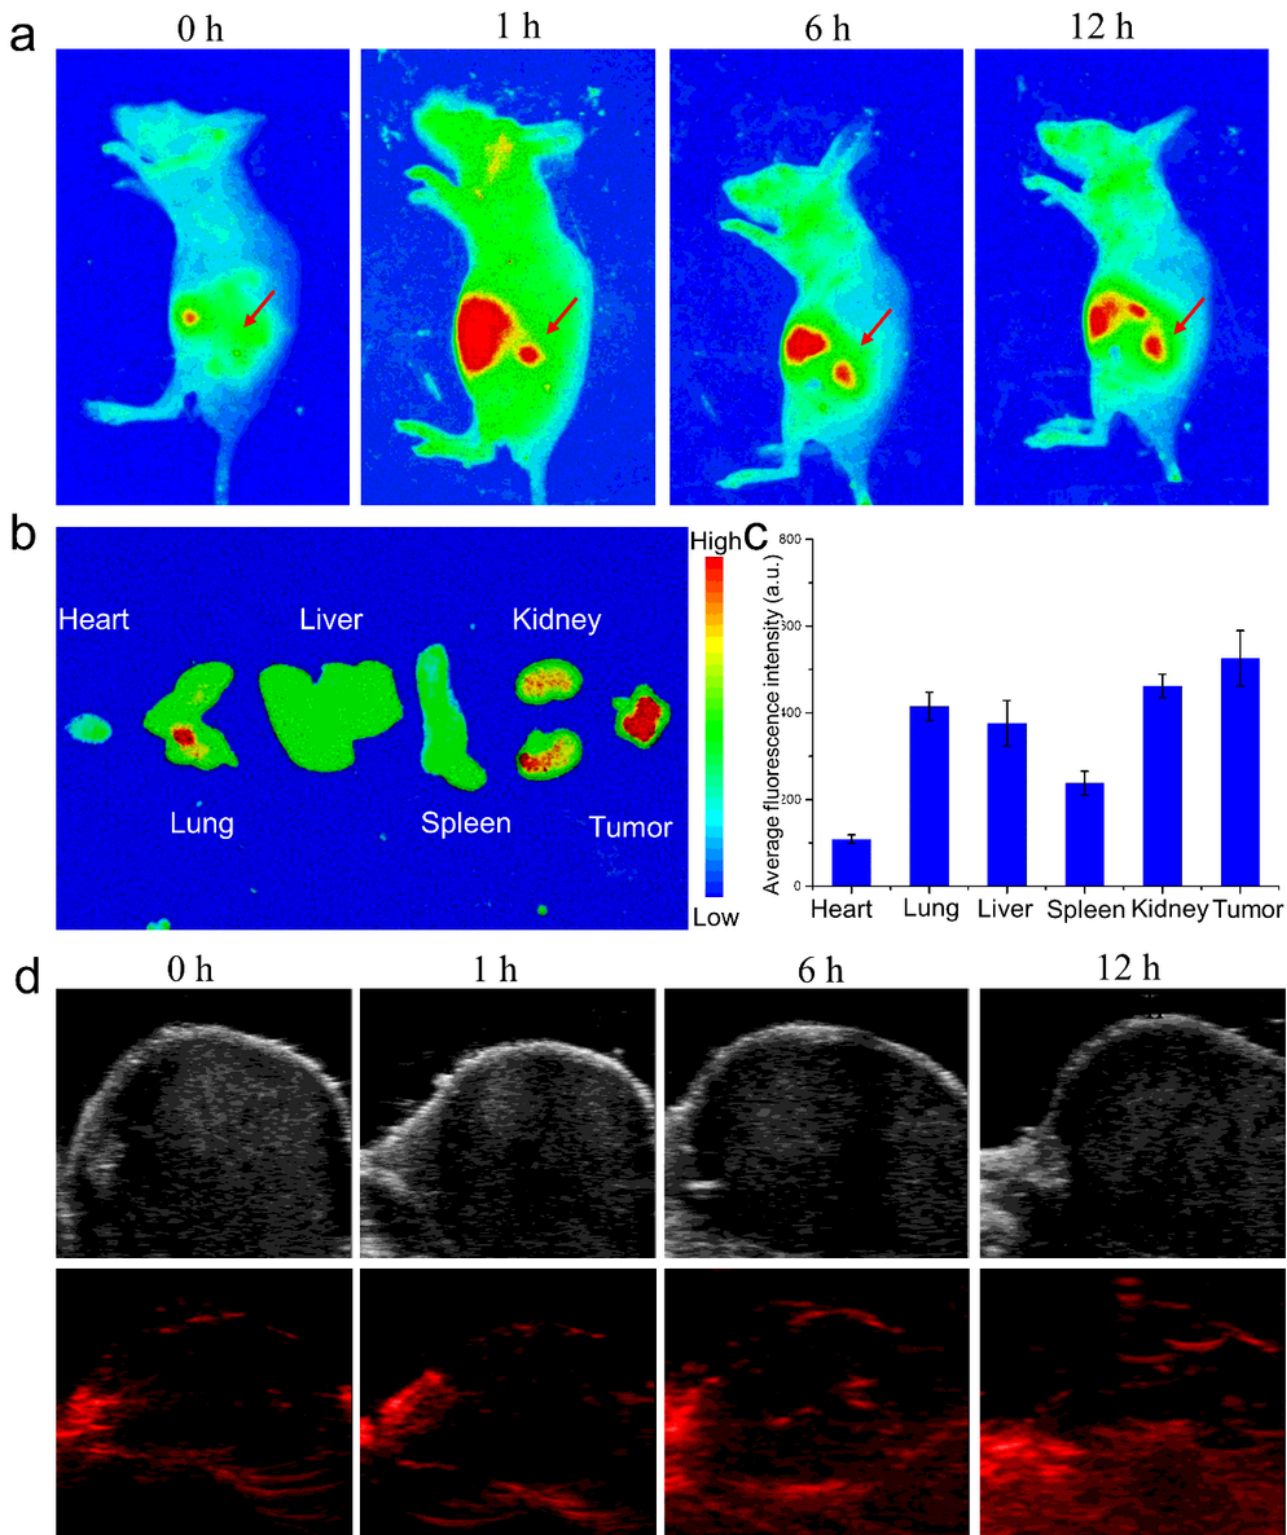 a
0 h
1 h
6 h
12 h
b
Heart
Liver
Kidney
Lung
Spleen
Tumor
High
Low
c
Average fluorescence intensity (a.u.)
800
600
400
200
0
Heart
Lung
Liver
Spleen
Kidney
Tumor
d
0 h
1 h
6 h
12 h